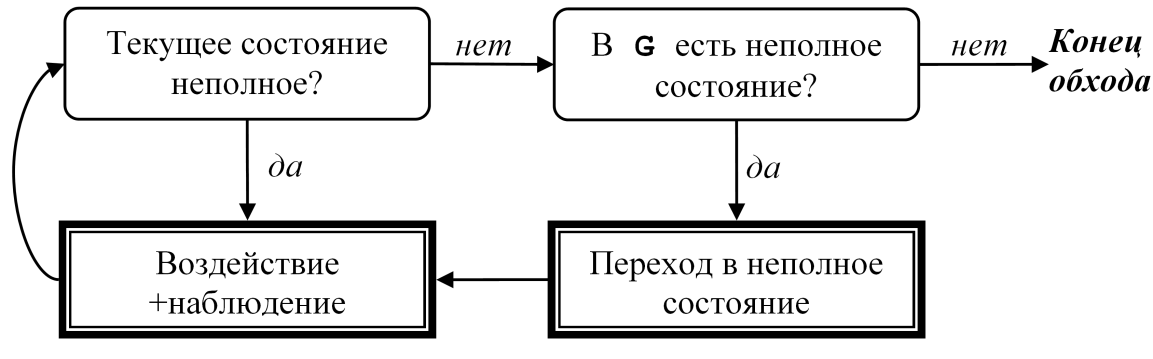 Текущее состояние
неполное?
нет
В G есть неполное
состояние?
нет
Конец
обхода
да
да
Воздействие
+наблюдение
Переход в неполное
состояние